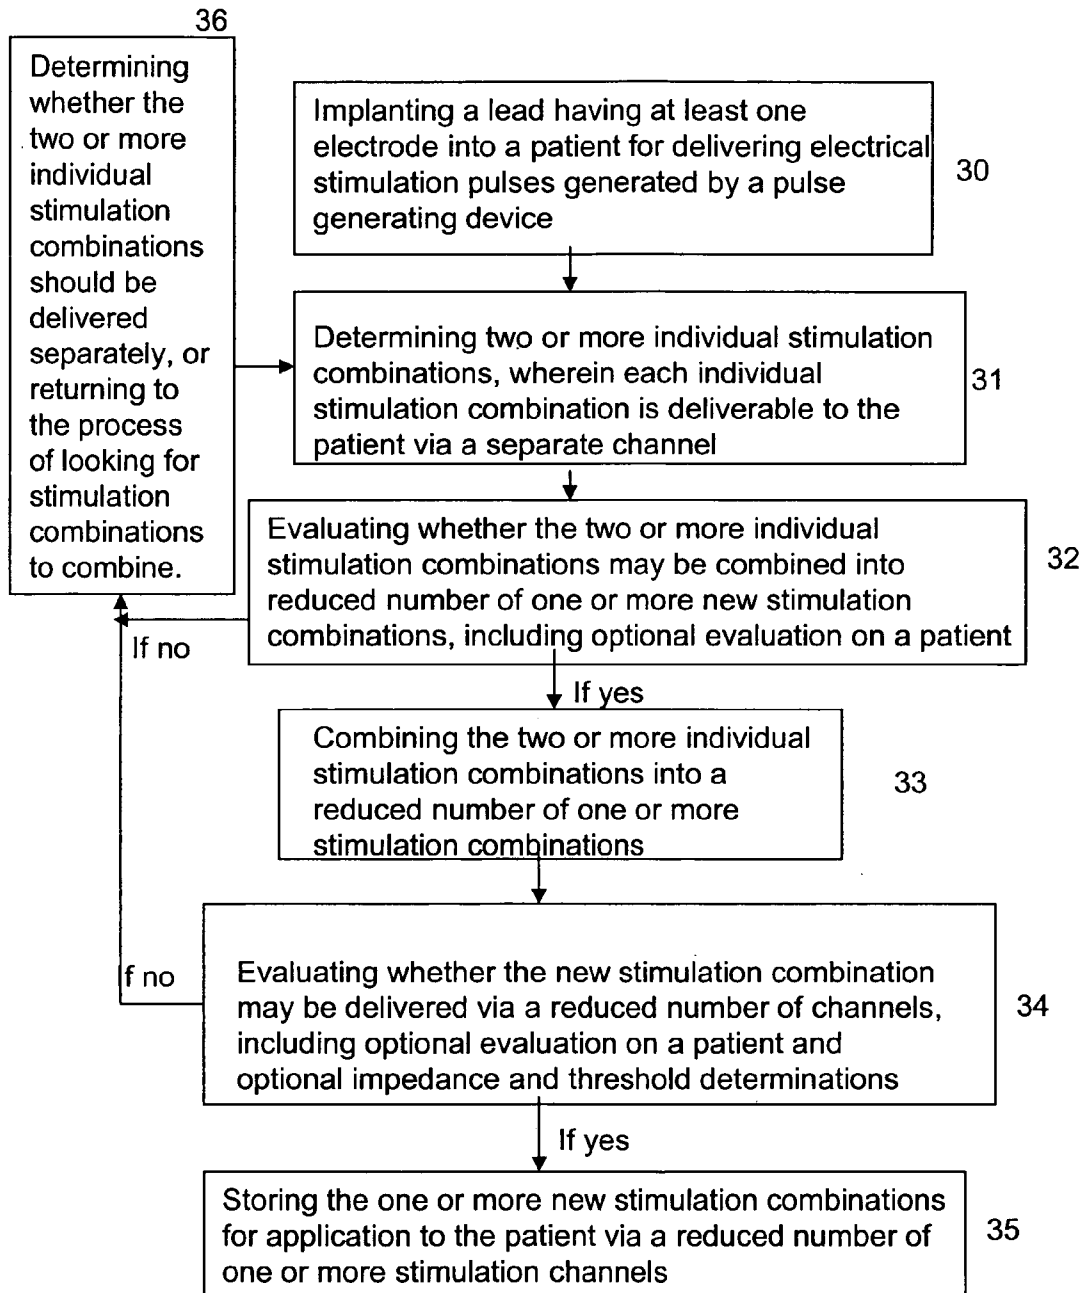 36
Determining
whether the
two or more
individual
stimulation
combinations
should be
delivered
separately, or
returning to
the process
of looking for
stimulation
combinations
to combine.
Implanting a lead having at least one
electrode into a patient for delivering electrical
stimulation pulses generated by a pulse
generating device
30
Determining two or more individual stimulation
combinations, wherein each individual
stimulation combination is deliverable to the
patient via a separate channel
31
Evaluating whether the two or more individual
stimulation combinations may be combined into
reduced number of one or more new stimulation
combinations, including optional evaluation on a patient
32
If no
If yes
Combining the two or more individual
stimulation combinations into a
reduced number of one or more
stimulation combinations
33
If no
Evaluating whether the new stimulation combination
may be delivered via a reduced number of channels,
including optional evaluation on a patient and
optional impedance and threshold determinations
34
If yes
Storing the one or more new stimulation combinations
for application to the patient via a reduced number of
one or more stimulation channels
35